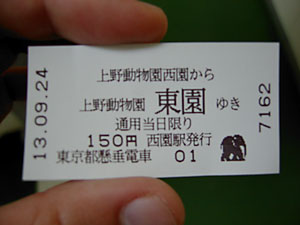 13.09.24
上野動物園西園から
上野動物園 東園 ゆき
通用当日限り
150円 西園駅発行
東京都懸垂電車 01
7162